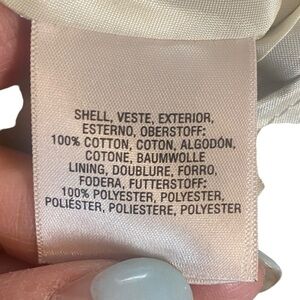 SHELL, VESTE, EXTERIOR,
ESTERNO, OBERSTOFF:
100% COTTON, COTON, ALGODÓN,
COTONE, BAUMWOLLE
LINING, DOUBLURE, FORRO,
FODERA, FUTTERSTOFF:
100% POLYESTER, POLYESTER,
POLIÉSTER, POLIESTERE, POLYESTER